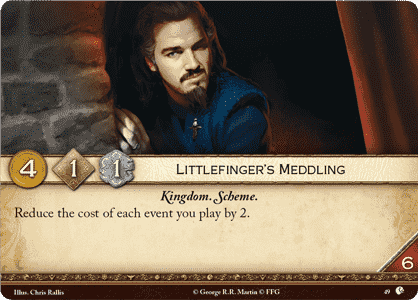 4 1 1 LITTLEFINGER'S MEDDLING
Kingdom. Scheme.
Reduce the cost of each event you play by 2.
6
Illus. Chris Rallis © George R.R. Martin © FFG 49